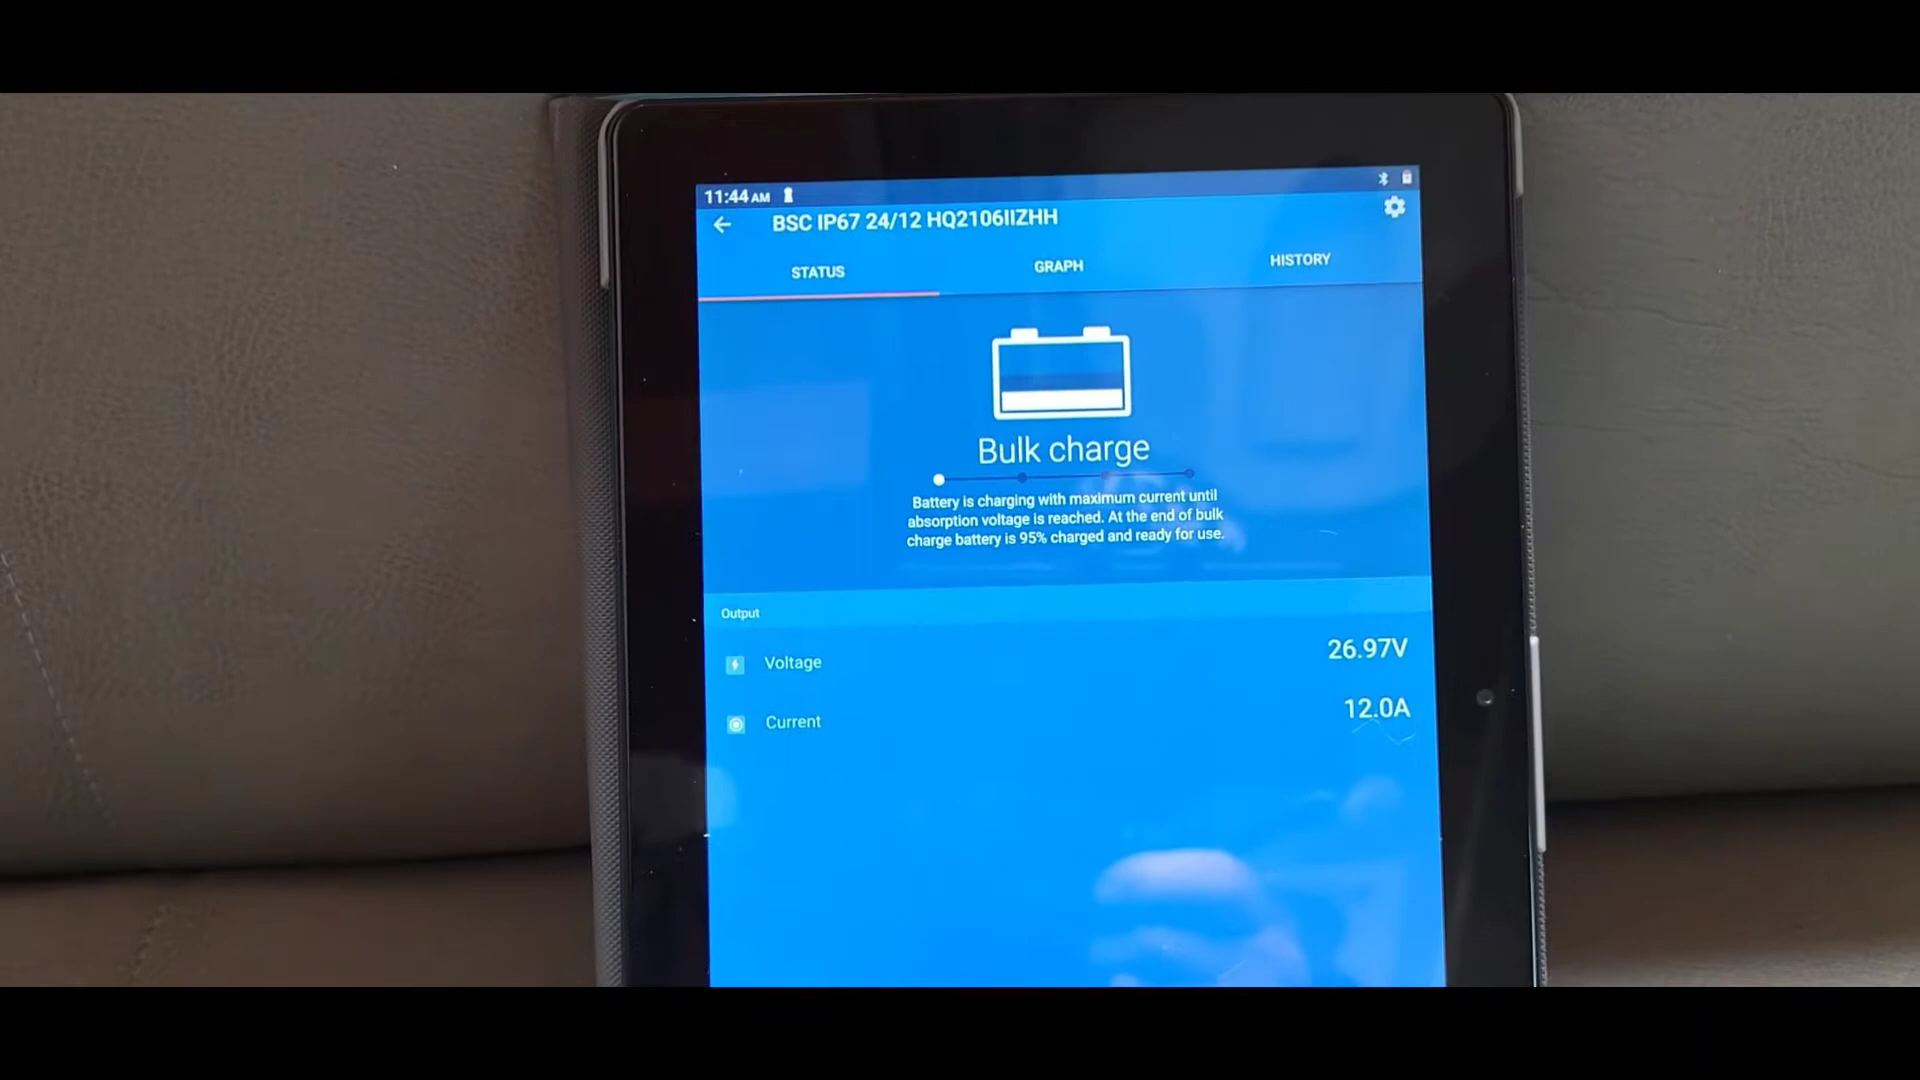 11:44 AM
BSC IP67 24/12 HQ2106IIZHH
STATUS
GRAPH
HISTORY
Bulk charge
Battery is charging with maximum current until
absorption voltage is reached. At the end of bulk
charge battery is 95% charged and ready for use.
Output
Voltage 26.97V
Current 12.0A